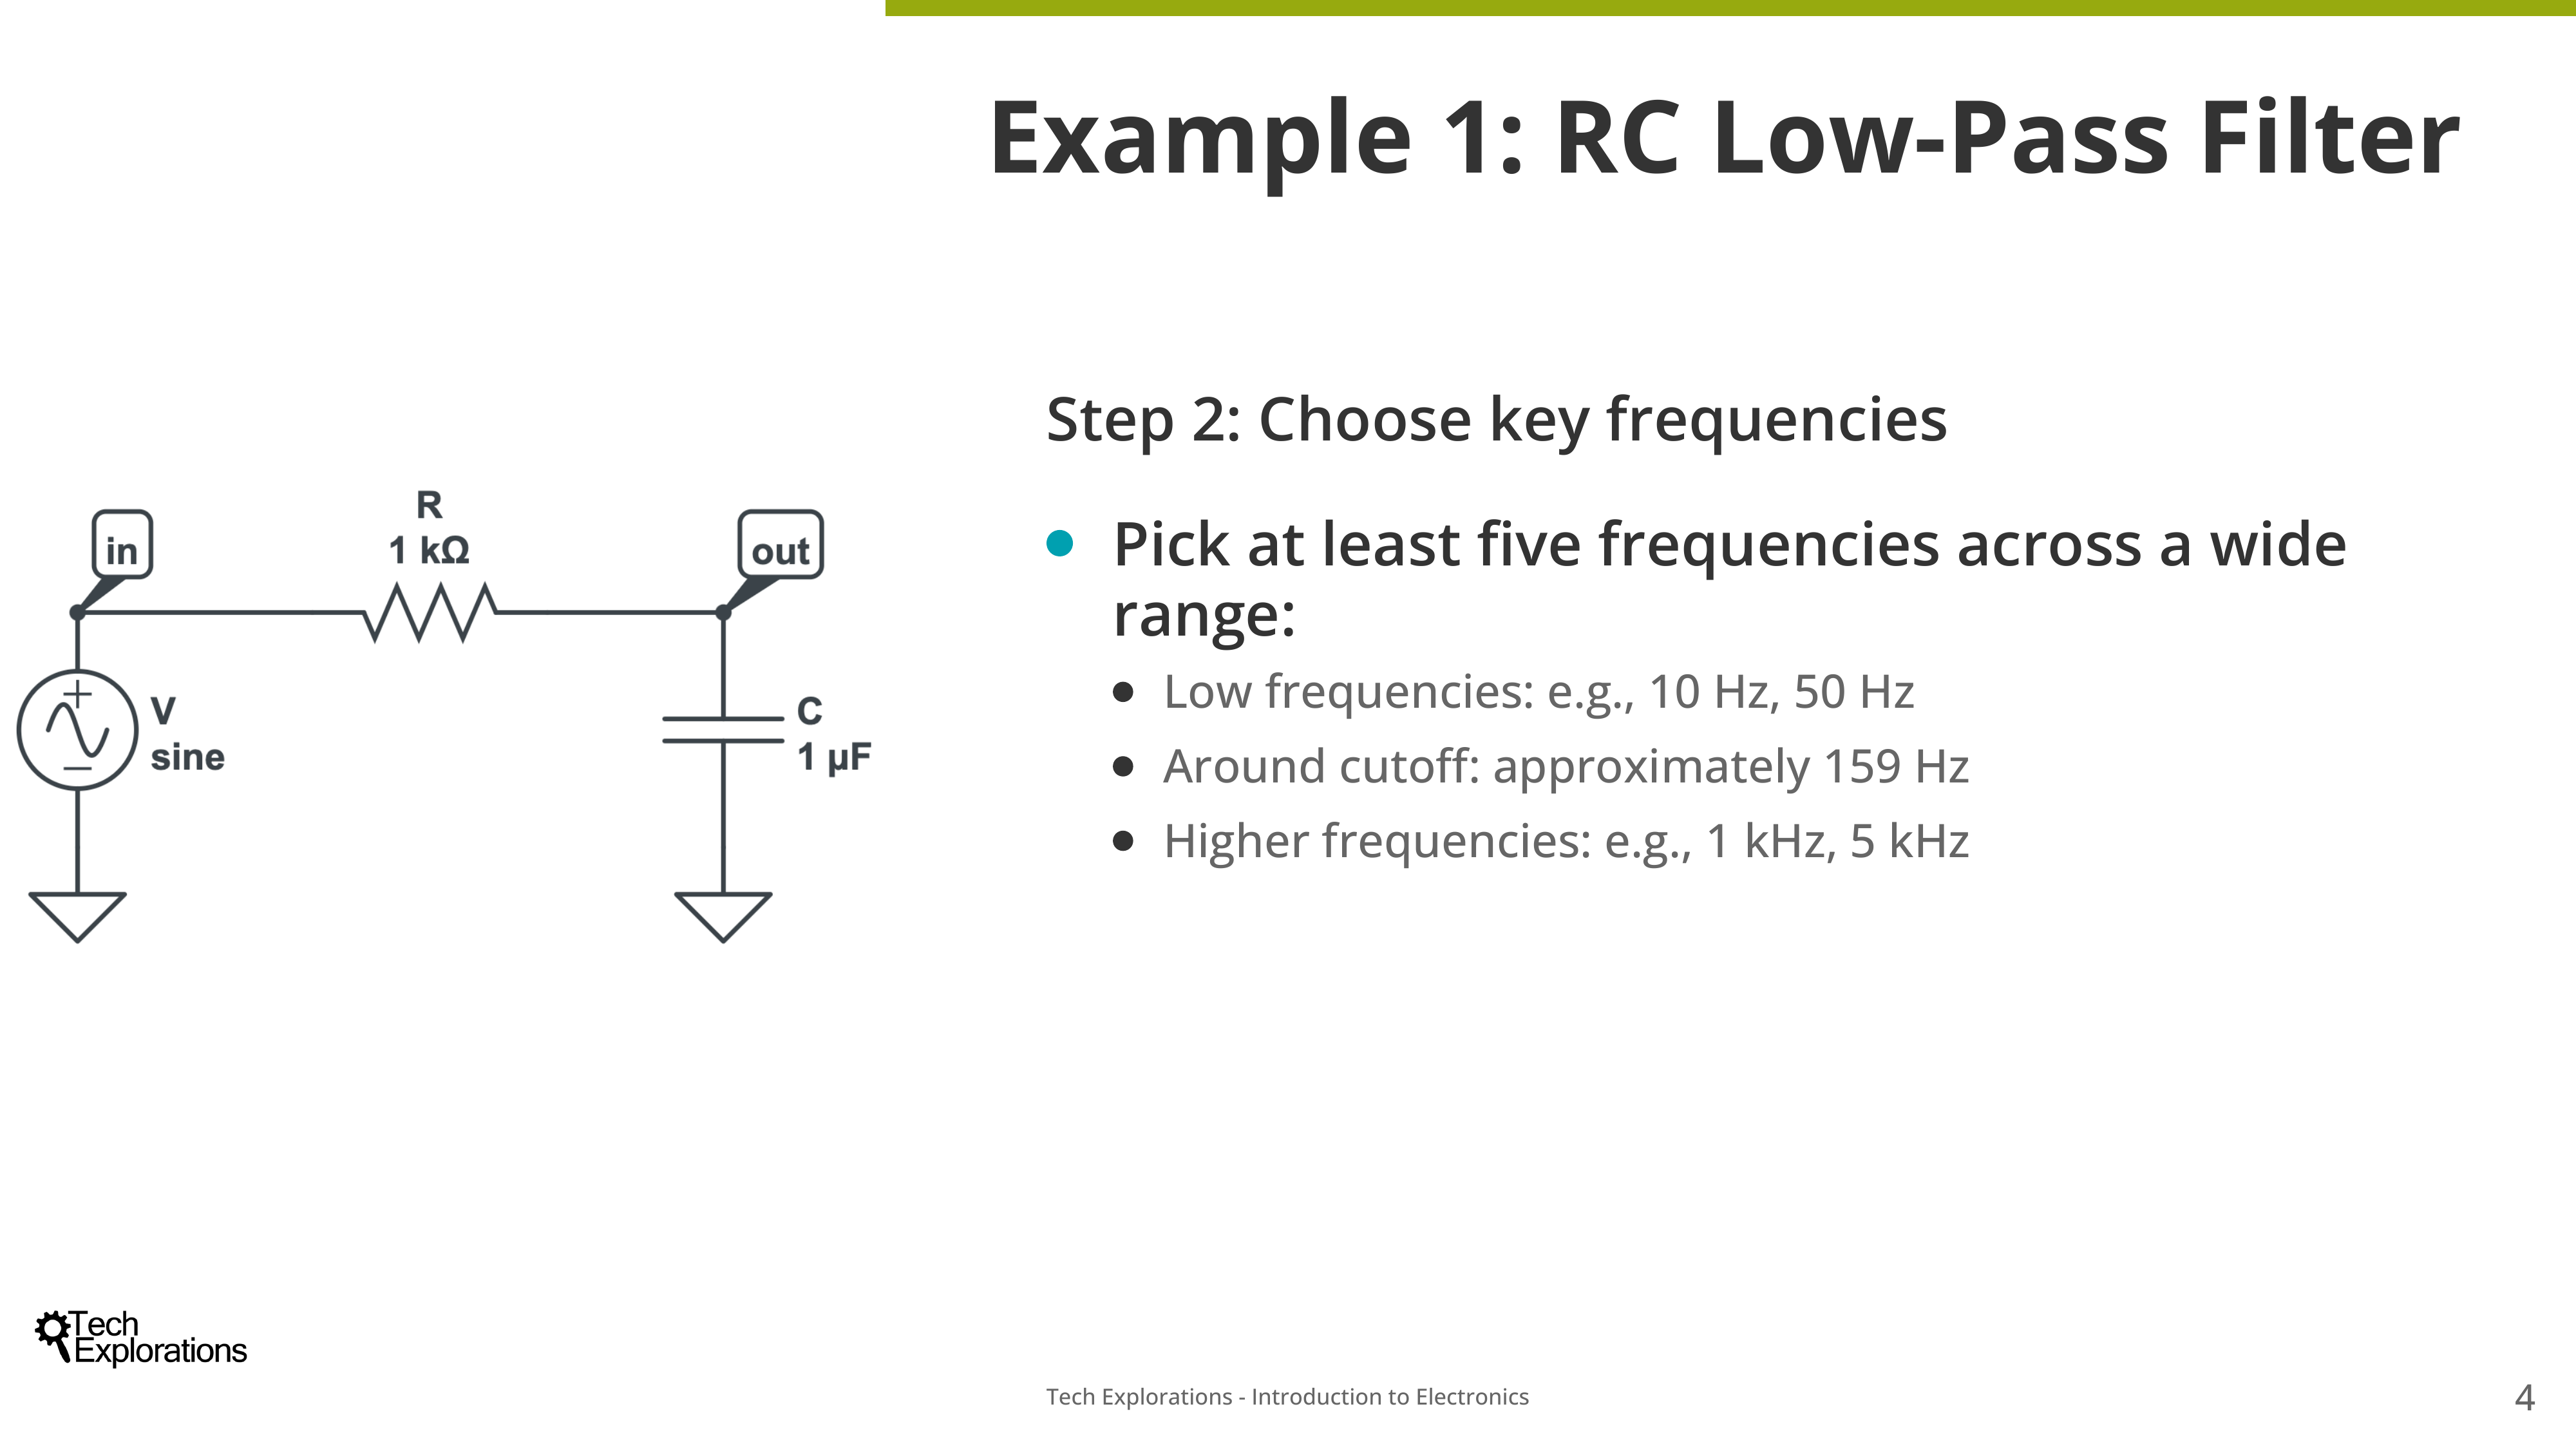 Example 1: RC Low-Pass Filter
Step 2: Choose key frequencies
Pick at least five frequencies across a wide
range:
Low frequencies: e.g., 10 Hz, 50 Hz
Around cutoff: approximately 159 Hz
Higher frequencies: e.g., 1 kHz, 5 kHz
in
R
1 kΩ
out
V
sine
C
1 µF
Tech
Explorations
Tech Explorations - Introduction to Electronics
4